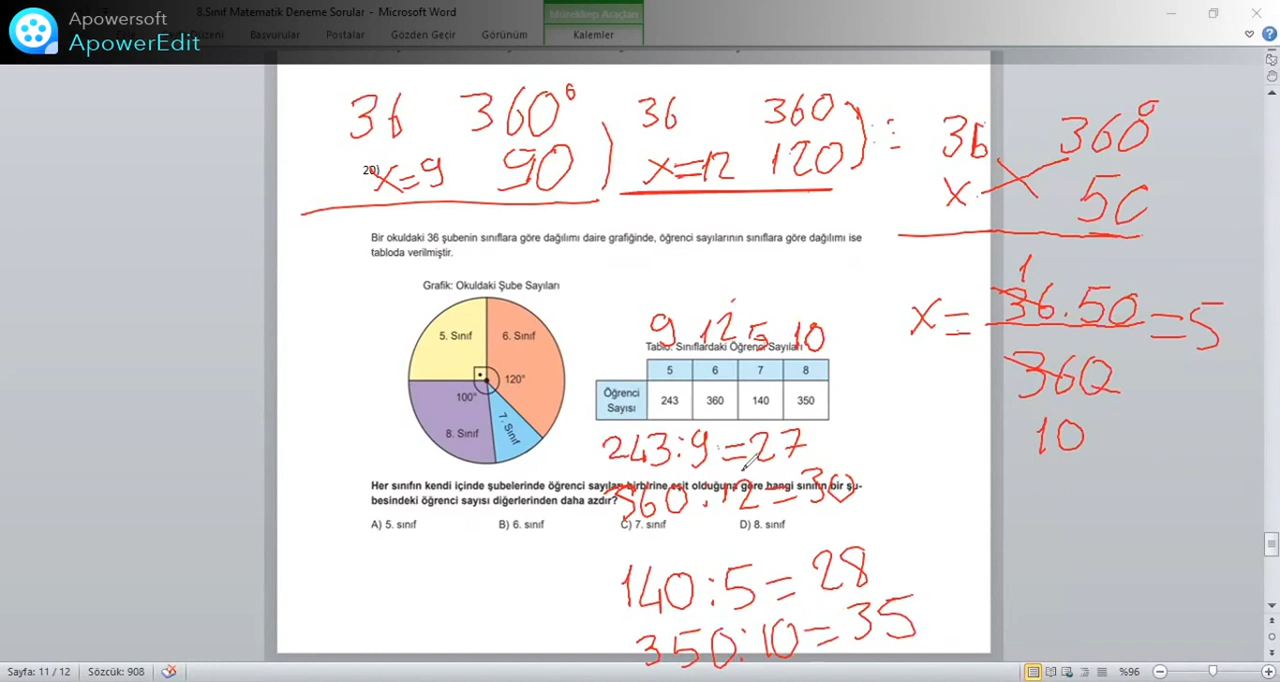 Apowersoft
ApowerEdit
8.Sınıf Matematik Deneme Sorular - Microsoft Word
Mürekkep Araçları
Düzeni Başvurular Postalar Gözden Geçir Görünüm Kalemler
36 360°
x=9 90
36 360
x=12 120
36 360°
x 50
20)
Bir okuldaki 36 şubenin sınıflara göre dağılımı daire grafiğinde, öğrenci sayılarının sınıflara göre dağılımı ise
tabloda verilmiştir.
Grafik: Okuldaki Şube Sayıları
5. Sınıf
6. Sınıf
120°
100°
7. Sınıf
8. Sınıf
9 12 5 10
Tablo: Sınıflardaki Öğrenci Sayıları
5 6 7 8
Öğrenci
Sayısı
243 360 140 350
1
x = 36.50 = 5
360
10
243:9=27
360:12=30
Her sınıfın kendi içinde şubelerinde öğrenci sayıları birbirine eşit olduğuna göre hangi sınıfın bir şu-
besindeki öğrenci sayısı diğerlerinden daha azdır?
A) 5. sınıf B) 6. sınıf C) 7. sınıf D) 8. sınıf
140:5=28
350:10=35
Sayfa: 11 / 12 Sözcük: 908 %96